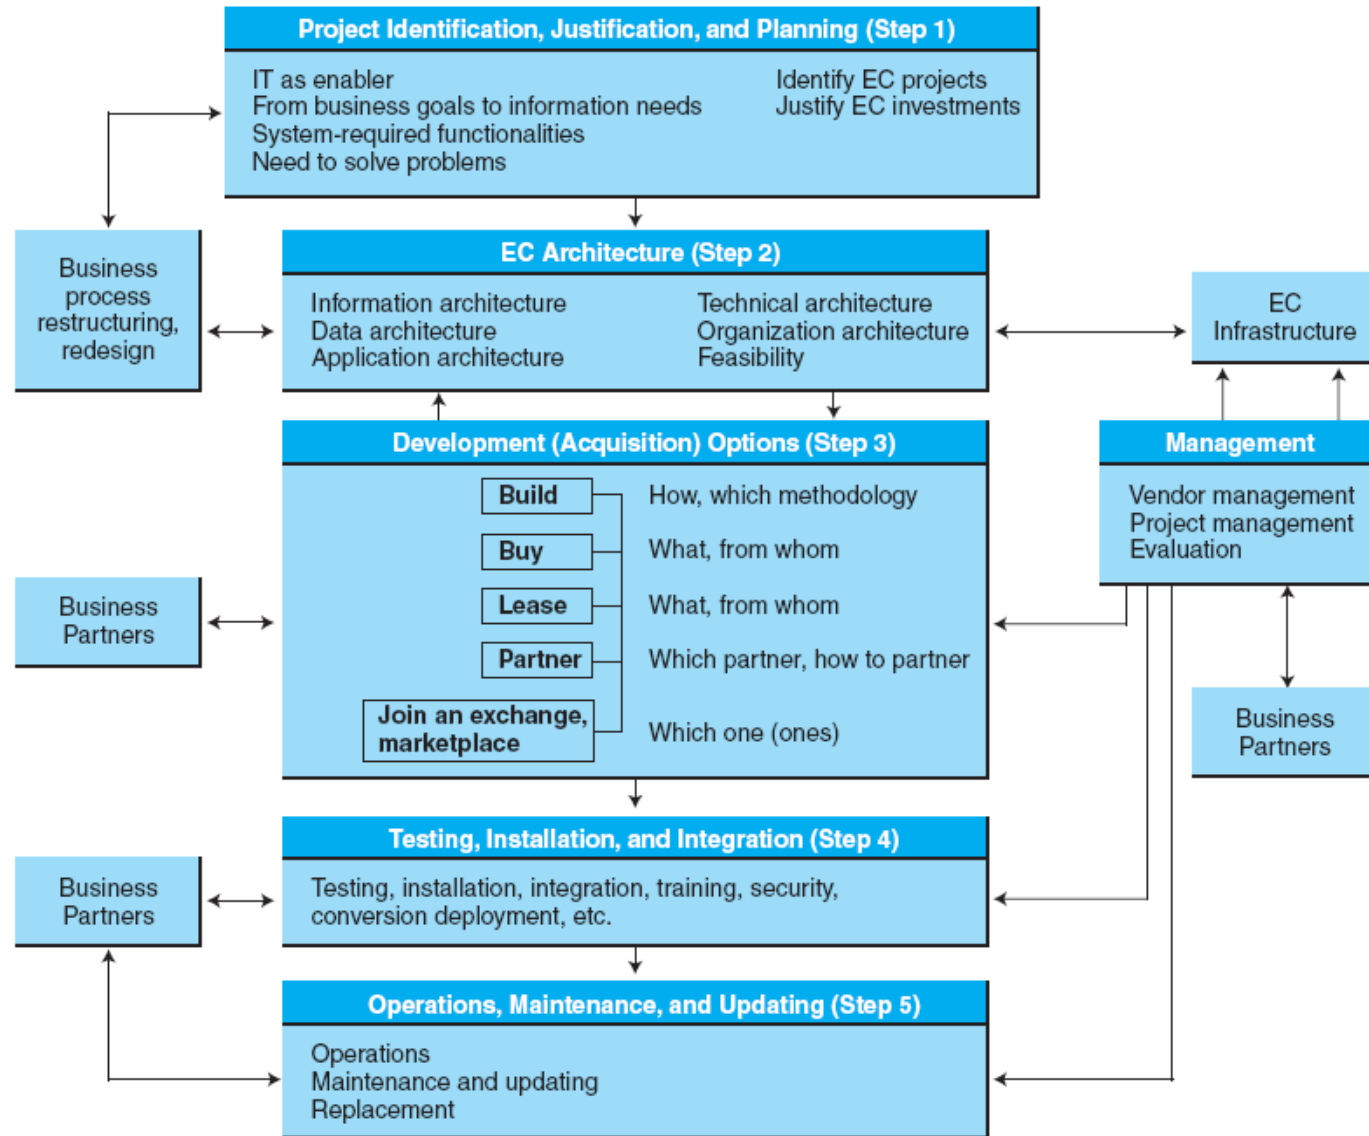 Project Identification, Justification, and Planning (Step 1)
IT as enabler
From business goals to information needs
System-required functionalities
Need to solve problems
Identify EC projects
Justify EC investments
Business
process
restructuring,
redesign
EC Architecture (Step 2)
Information architecture
Data architecture
Application architecture
Technical architecture
Organization architecture
Feasibility
EC
Infrastructure
Development (Acquisition) Options (Step 3)
Build
How, which methodology
Buy
What, from whom
Lease
What, from whom
Partner
Which partner, how to partner
Join an exchange,
marketplace
Which one (ones)
Management
Vendor management
Project management
Evaluation
Business
Partners
Business
Partners
Testing, Installation, and Integration (Step 4)
Testing, installation, integration, training, security,
conversion deployment, etc.
Business
Partners
Operations, Maintenance, and Updating (Step 5)
Operations
Maintenance and updating
Replacement